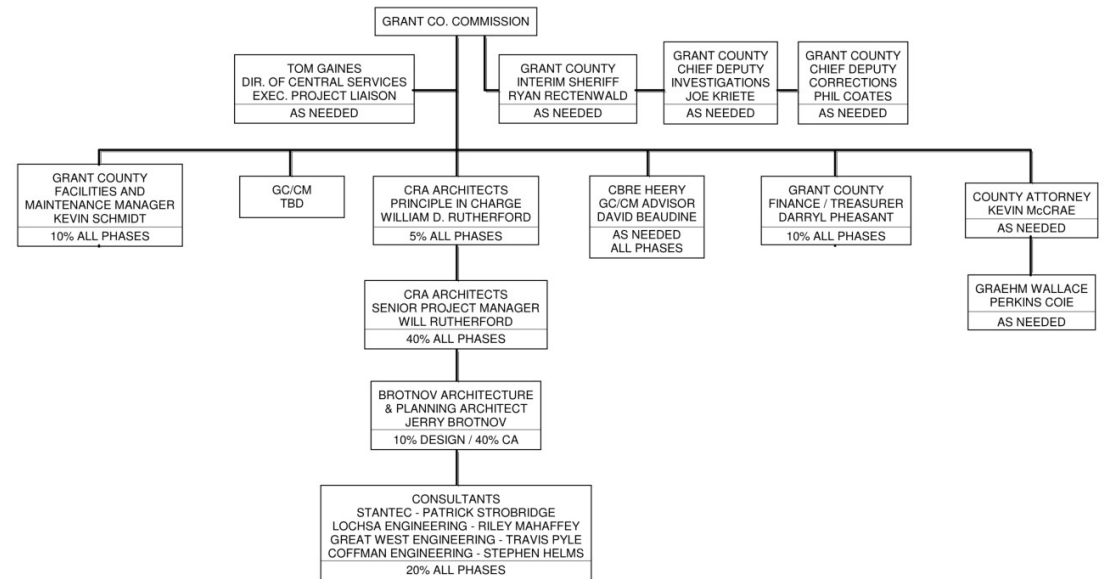 GRANT CO. COMMISSION
TOM GAINES
DIR. OF CENTRAL SERVICES
EXEC. PROJECT LIAISON
AS NEEDED
GRANT COUNTY
INTERIM SHERIFF
RYAN RECTENWALD
AS NEEDED
GRANT COUNTY
CHIEF DEPUTY
INVESTIGATIONS
JOE KRIETE
AS NEEDED
GRANT COUNTY
CHIEF DEPUTY
CORRECTIONS
PHIL COATES
AS NEEDED
GRANT COUNTY
FACILITIES AND
MAINTENANCE MANAGER
KEVIN SCHMIDT
10% ALL PHASES
GC/CM
TBD
CRA ARCHITECTS
PRINCIPLE IN CHARGE
WILLIAM D. RUTHERFORD
5% ALL PHASES
CBRE HEERY
GC/CM ADVISOR
DAVID BEAUDINE
AS NEEDED
ALL PHASES
GRANT COUNTY
FINANCE / TREASURER
DARRYL PHEASANT
10% ALL PHASES
COUNTY ATTORNEY
KEVIN McCRAE
AS NEEDED
GRAEHM WALLACE
PERKINS COIE
AS NEEDED
CRA ARCHITECTS
SENIOR PROJECT MANAGER
WILL RUTHERFORD
40% ALL PHASES
BROTNOV ARCHITECTURE
& PLANNING ARCHITECT
JERRY BROTNOV
10% DESIGN / 40% CA
CONSULTANTS
STANTEC - PATRICK STROBRIDGE
LOCHSA ENGINEERING - RILEY MAHAFFEY
GREAT WEST ENGINEERING - TRAVIS PYLE
COFFMAN ENGINEERING - STEPHEN HELMS
20% ALL PHASES